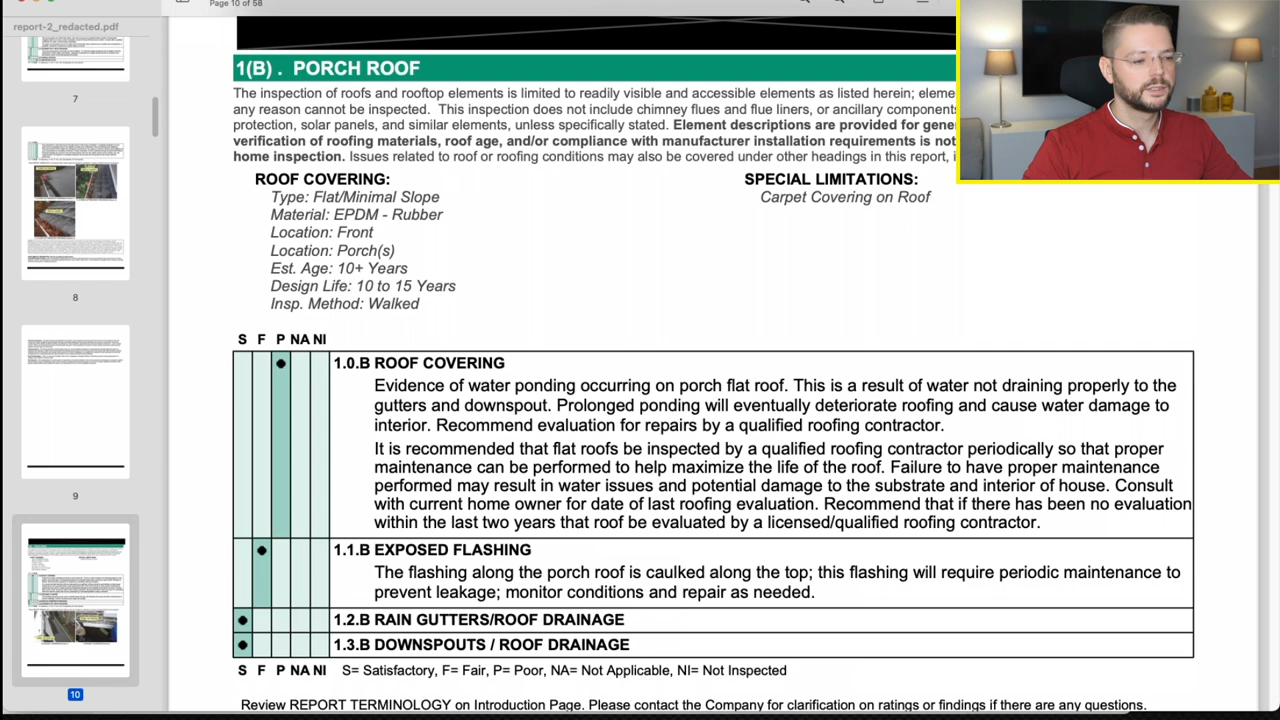 Page 10 of 58
report-2_redacted.pdf
7
8
9
10
1(B) . PORCH ROOF
The inspection of roofs and rooftop elements is limited to readily visible and accessible elements as listed herein; eleme
any reason cannot be inspected. This inspection does not include chimney flues and flue liners, or ancillary components
protection, solar panels, and similar elements, unless specifically stated. Element descriptions are provided for gene
verification of roofing materials, roof age, and/or compliance with manufacturer installation requirements is not
home inspection. Issues related to roof or roofing conditions may also be covered under other headings in this report, i
ROOF COVERING:
Type: Flat/Minimal Slope
Material: EPDM - Rubber
Location: Front
Location: Porch(s)
Est. Age: 10+ Years
Design Life: 10 to 15 Years
Insp. Method: Walked
SPECIAL LIMITATIONS:
Carpet Covering on Roof
S F P NA NI
1.0.B ROOF COVERING
Evidence of water ponding occurring on porch flat roof. This is a result of water not draining properly to the
gutters and downspout. Prolonged ponding will eventually deteriorate roofing and cause water damage to
interior. Recommend evaluation for repairs by a qualified roofing contractor.
It is recommended that flat roofs be inspected by a qualified roofing contractor periodically so that proper
maintenance can be performed to help maximize the life of the roof. Failure to have proper maintenance
performed may result in water issues and potential damage to the substrate and interior of house. Consult
with current home owner for date of last roofing evaluation. Recommend that if there has been no evaluation
within the last two years that roof be evaluated by a licensed/qualified roofing contractor.
1.1.B EXPOSED FLASHING
The flashing along the porch roof is caulked along the top; this flashing will require periodic maintenance to
prevent leakage; monitor conditions and repair as needed.
1.2.B RAIN GUTTERS/ROOF DRAINAGE
1.3.B DOWNSPOUTS / ROOF DRAINAGE
S F P NA NI S= Satisfactory, F= Fair, P= Poor, NA= Not Applicable, NI= Not Inspected
Review REPORT TERMINOLOGY on Introduction Page. Please contact the Company for clarification on ratings or findings if there are any questions.